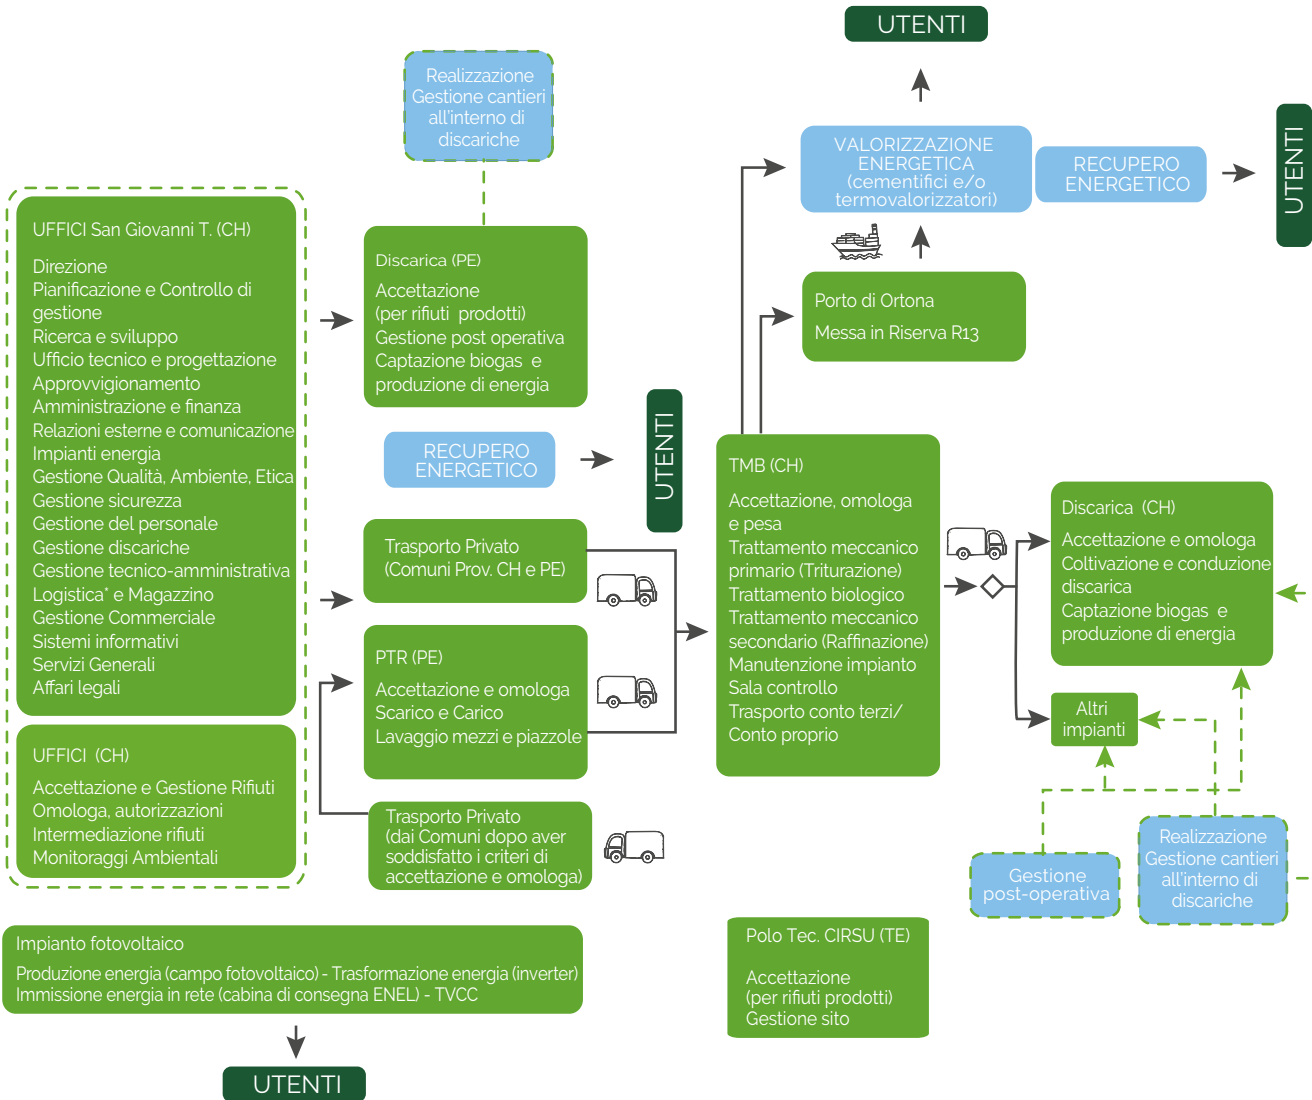 UTENTI
Realizzazione
Gestione cantieri
all'interno di
discariche
VALORIZZAZIONE
ENERGETICA
(cementifici e/o
termovalorizzatori)
RECUPERO
ENERGETICO
UTENTI
UFFICI San Giovanni T. (CH)
Direzione
Pianificazione e Controllo di
gestione
Ricerca e sviluppo
Ufficio tecnico e progettazione
Approvvigionamento
Amministrazione e finanza
Relazioni esterne e comunicazione
Impianti energia
Gestione Qualità, Ambiente, Etica
Gestione sicurezza
Gestione del personale
Gestione discariche
Gestione tecnico-amministrativa
Logistica* e Magazzino
Gestione Commerciale
Sistemi informativi
Servizi Generali
Affari legali
Discarica (PE)
Accettazione
(per rifiuti prodotti)
Gestione post operativa
Captazione biogas e
produzione di energia
Porto di Ortona
Messa in Riserva R13
RECUPERO
ENERGETICO
UTENTI
Trasporto Privato
(Comuni Prov. CH e PE)
PTR (PE)
Accettazione e omologa
Scarico e Carico
Lavaggio mezzi e piazzole
Trasporto Privato
(dai Comuni dopo aver
soddisfatto i criteri di
accettazione e omologa)
TMB (CH)
Accettazione, omologa
e pesa
Trattamento meccanico
primario (Triturazione)
Trattamento biologico
Trattamento meccanico
secondario (Raffinazione)
Manutenzione impianto
Sala controllo
Trasporto conto terzi/
Conto proprio
Discarica (CH)
Accettazione e omologa
Coltivazione e conduzione
discarica
Captazione biogas e
produzione di energia
Altri
impianti
UFFICI (CH)
Accettazione e Gestione Rifiuti
Omologa, autorizzazioni
Intermediazione rifiuti
Monitoraggi Ambientali
Gestione
post-operativa
Realizzazione
Gestione cantieri
all'interno di
discariche
Impianto fotovoltaico
Produzione energia (campo fotovoltaico) - Trasformazione energia (inverter)
Immissione energia in rete (cabina di consegna ENEL) - TVCC
Polo Tec. CIRSU (TE)
Accettazione
(per rifiuti prodotti)
Gestione sito
UTENTI